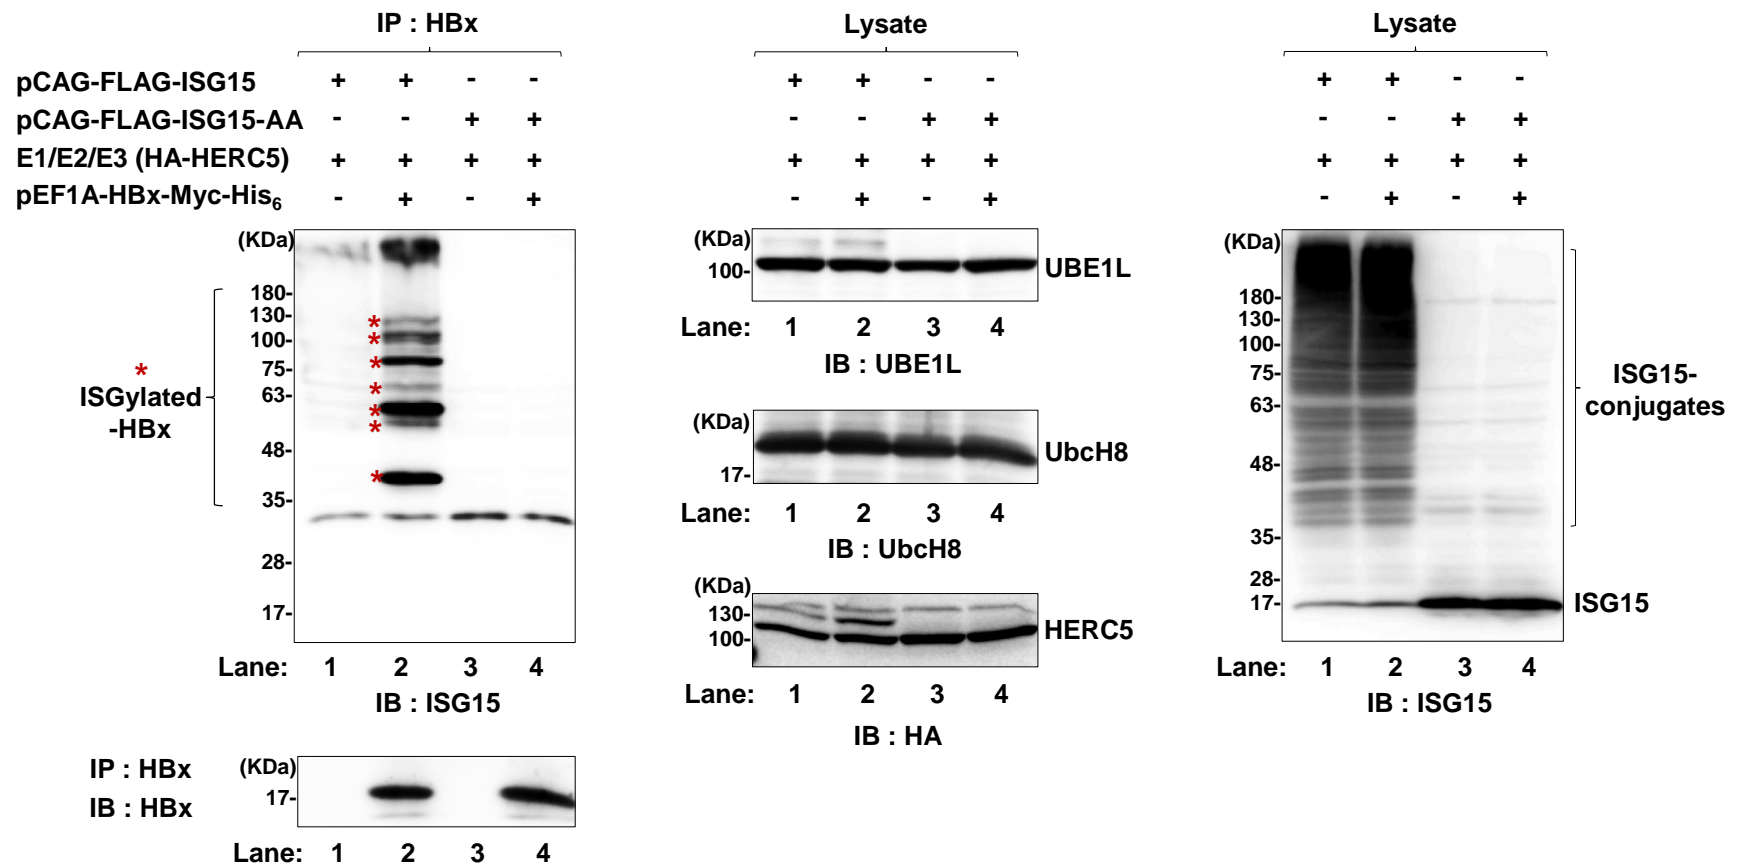 IP : HBx
pCAG-FLAG-ISG15 + + - -
pCAG-FLAG-ISG15-AA - - + +
E1/E2/E3 (HA-HERC5) + + + +
pEF1A-HBx-Myc-His6 - + - +
(KDa)
180-
130-
100-
75-
63-
48-
35-
28-
17-
*
ISGylated
-HBx
*
*
*
*
*
*
*
Lane: 1 2 3 4
IB : ISG15
IP : HBx
IB : HBx
(KDa)
17-
Lane: 1 2 3 4
Lysate
+ + - -
- - + +
+ + + +
- + - +
(KDa)
100-
UBE1L
Lane: 1 2 3 4
IB : UBE1L
(KDa)
17-
UbcH8
Lane: 1 2 3 4
IB : UbcH8
(KDa)
130-
100-
HERC5
Lane: 1 2 3 4
IB : HA
Lysate
+ + - -
- - + +
+ + + +
- + - +
(KDa)
180-
130-
100-
75-
63-
48-
35-
28-
17-
ISG15-
conjugates
ISG15
Lane: 1 2 3 4
IB : ISG15